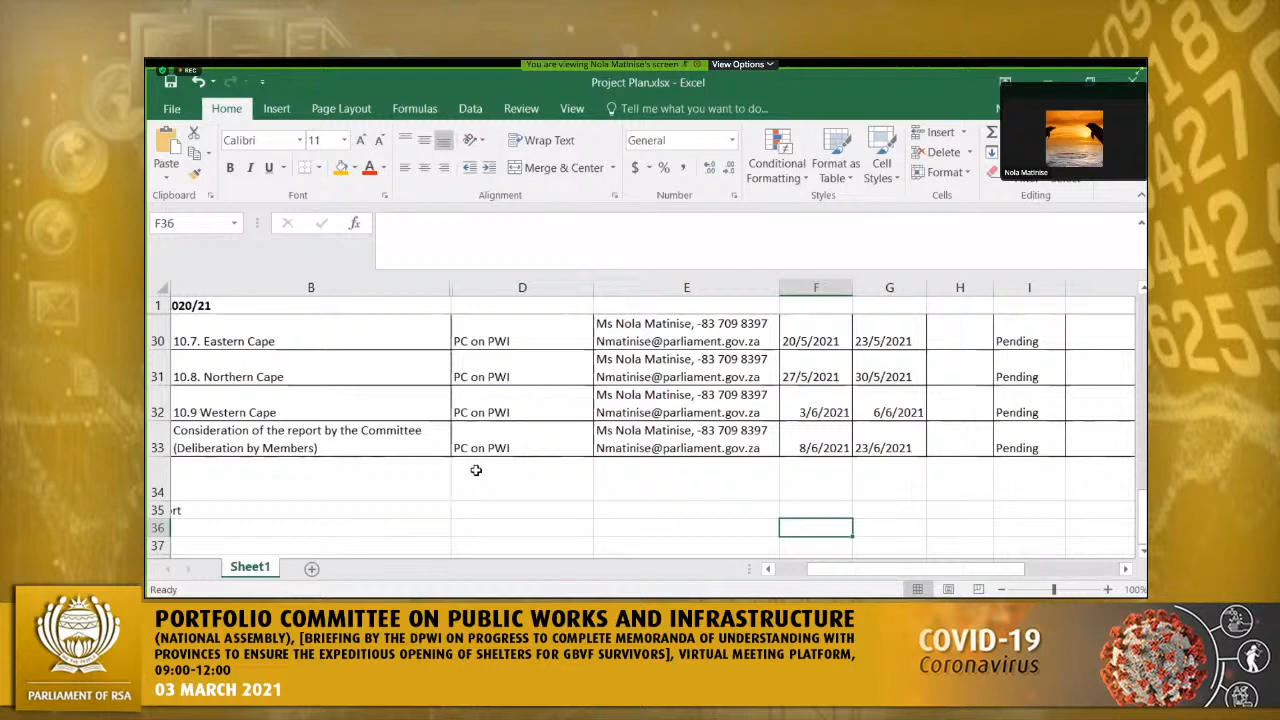 You are viewing Nola Matinise's screen
View Options
REC
Project Plan.xlsx - Excel
File
Home
Insert
Page Layout
Formulas
Data
Review
View
Tell me what you want to do...
Nola Matinise
Calibri
11
Wrap Text
General
Insert
Paste
Merge & Center
Conditional Formatting
Format as Table
Cell Styles
Delete
Format
Clipboard
Font
Alignment
Number
Styles
Cells
Editing
F36
fx
B D E F G H I
1 020/21
30 10.7. Eastern Cape PC on PWI Ms Nola Matinise, -83 709 8397 Nmatinise@parliament.gov.za 20/5/2021 23/5/2021 Pending
31 10.8. Northern Cape PC on PWI Ms Nola Matinise, -83 709 8397 Nmatinise@parliament.gov.za 27/5/2021 30/5/2021 Pending
32 10.9 Western Cape PC on PWI Ms Nola Matinise, -83 709 8397 Nmatinise@parliament.gov.za 3/6/2021 6/6/2021 Pending
33 Consideration of the report by the Committee (Deliberation by Members) PC on PWI Ms Nola Matinise, -83 709 8397 Nmatinise@parliament.gov.za 8/6/2021 23/6/2021 Pending
34
35 ort
36
37
Sheet1
Ready
100%
PORTFOLIO COMMITTEE ON PUBLIC WORKS AND INFRASTRUCTURE
(NATIONAL ASSEMBLY), [BRIEFING BY THE DPWI ON PROGRESS TO COMPLETE MEMORANDA OF UNDERSTANDING WITH
PROVINCES TO ENSURE THE EXPEDITIOUS OPENING OF SHELTERS FOR GBVF SURVIVORS], VIRTUAL MEETING PLATFORM,
09:00-12:00
03 MARCH 2021
PARLIAMENT OF RSA
COVID-19
Coronavirus